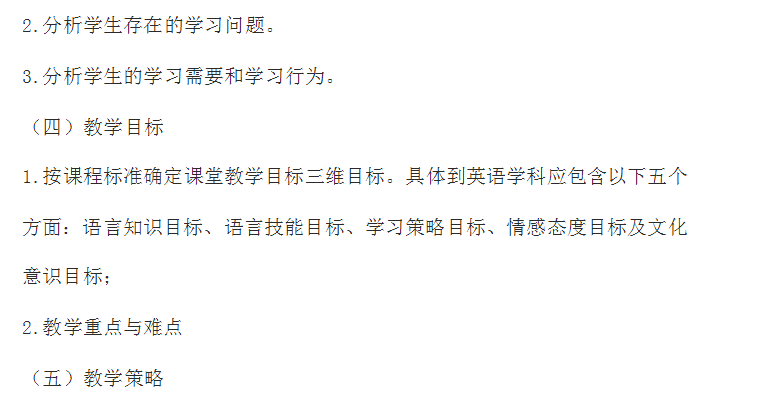 2.分析学生存在的学习问题。
3.分析学生的学习需要和学习行为。
（四）教学目标
1.按课程标准确定课堂教学目标三维目标。具体到英语学科应包含以下五个
方面：语言知识目标、语言技能目标、学习策略目标、情感态度目标及文化
意识目标；
2.教学重点与难点
（五）教学策略